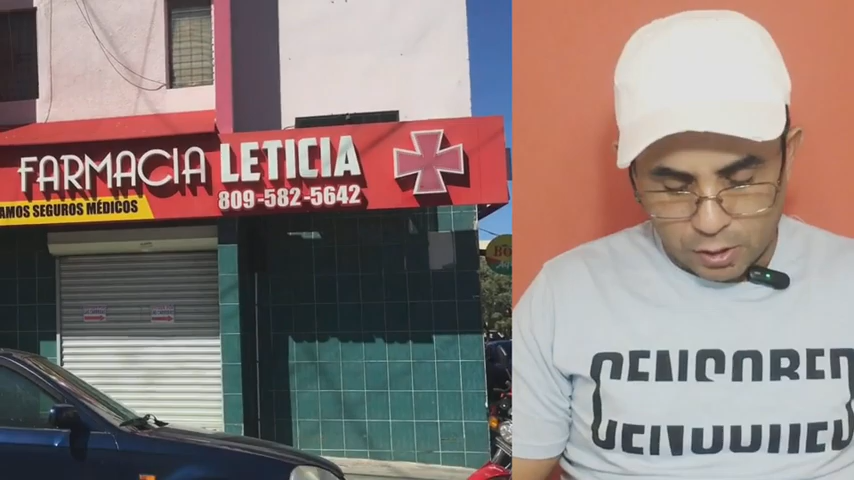 FARMACIA LETICIA
AMOS SEGUROS MÉDICOS
809-582-5642
CENSORED